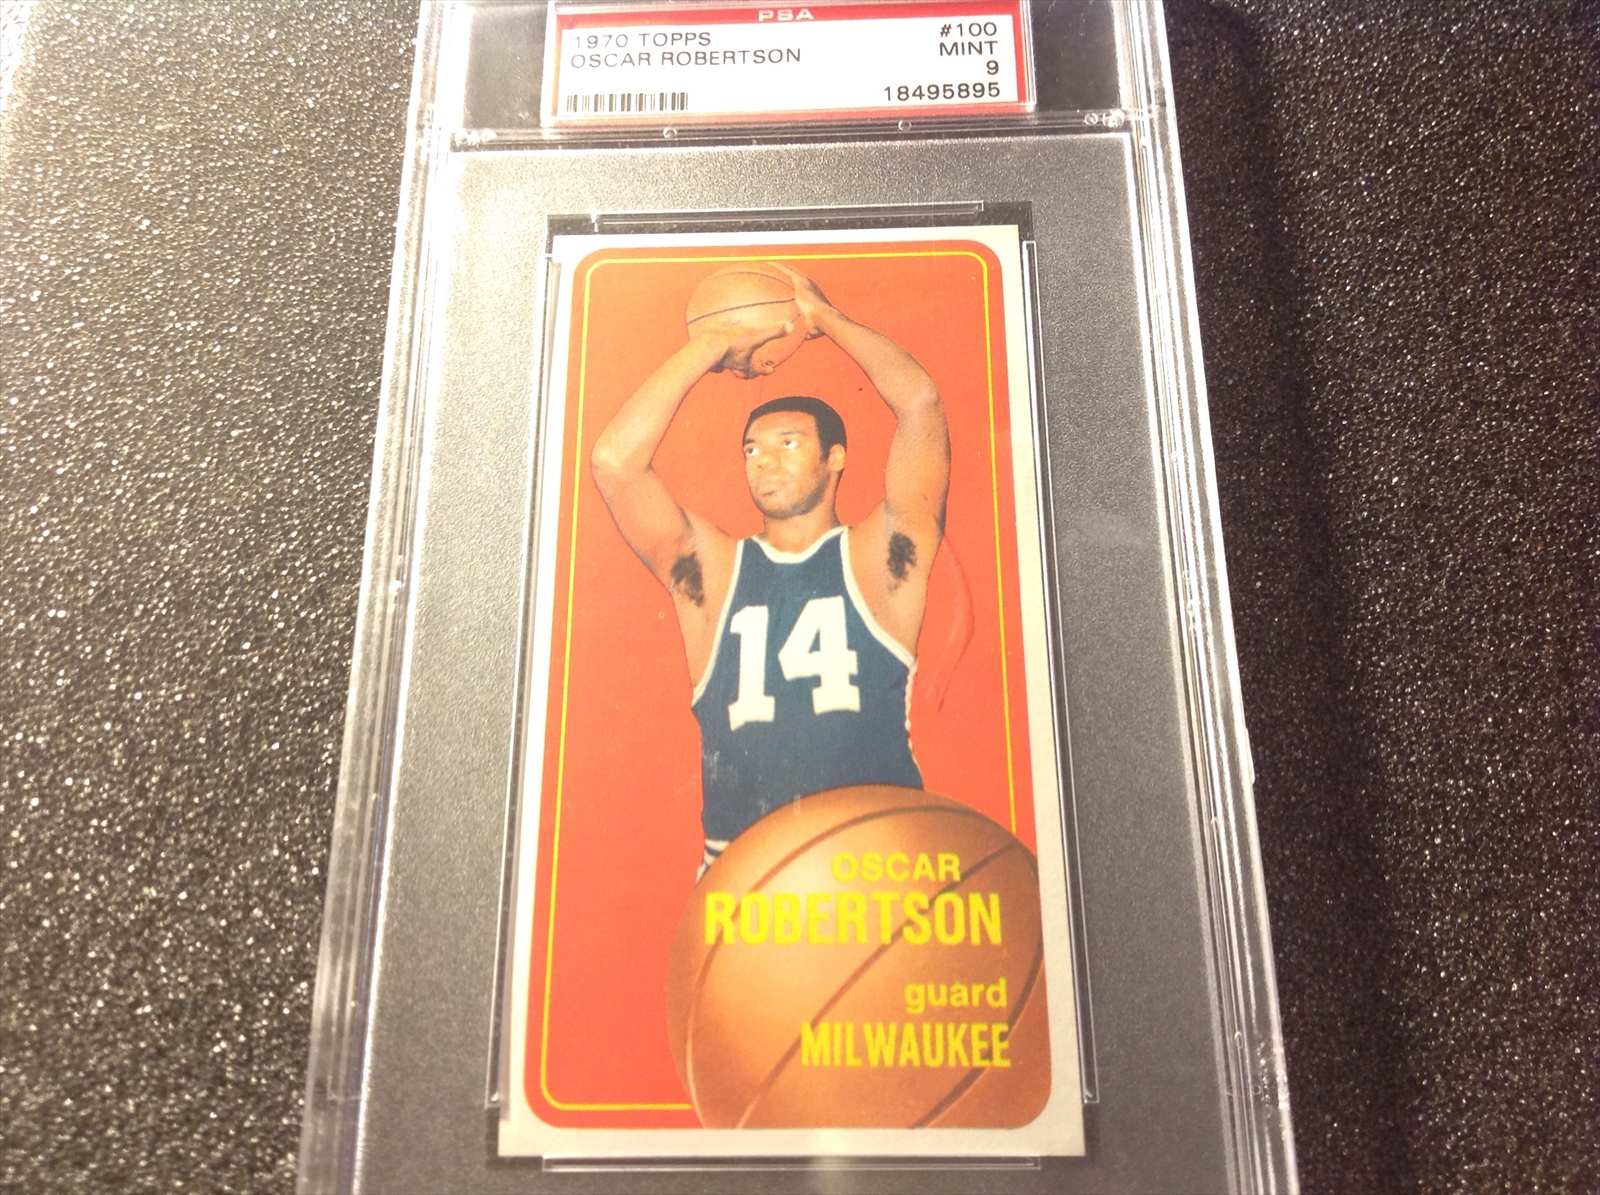 PSA
1970 TOPPS #100
OSCAR ROBERTSON MINT
9
18495895
14
OSCAR
ROBERTSON
guard
MILWAUKEE